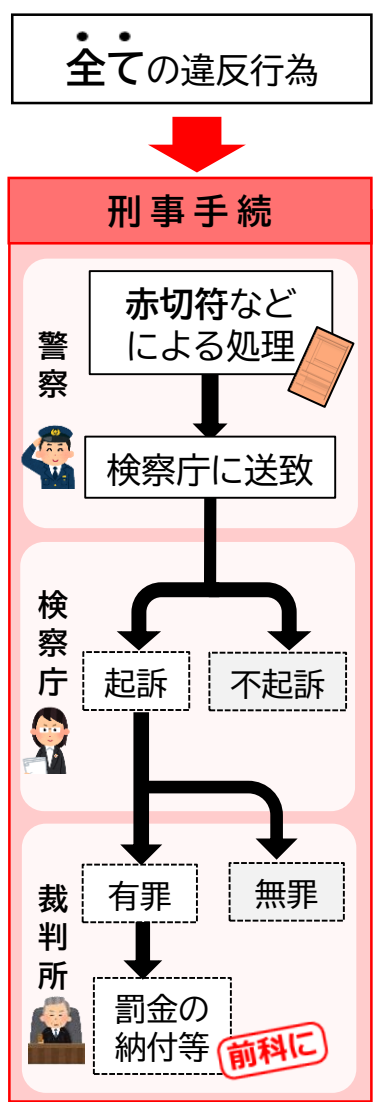 全ての違反行為
刑事手続
警察
赤切符など
による処理
検察庁に送致
検察庁
起訴
不起訴
裁判所
有罪
無罪
罰金の
納付等
前科に